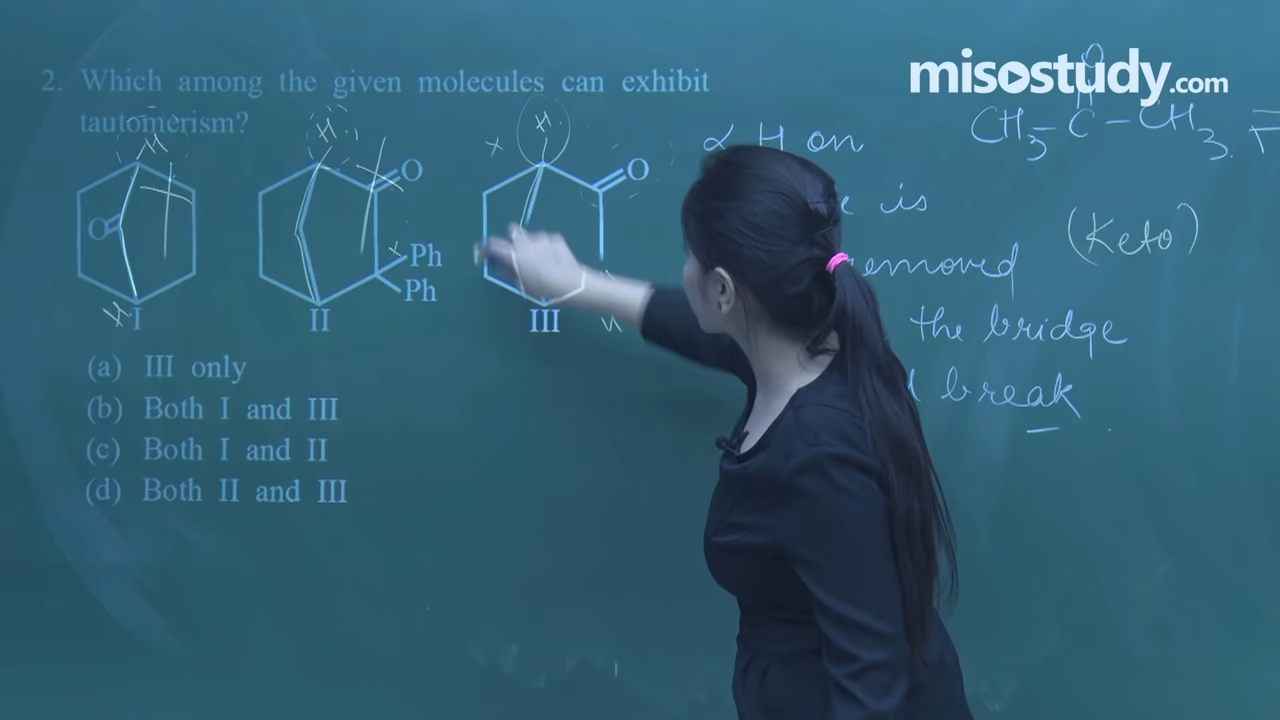 misostudy.com
2. Which among the given molecules can exhibit
tautomerism?
H
H
H
x
O
O
O
x
Ph
Ph
H
I
II
III
(a) III only
(b) Both I and III
(c) Both I and II
(d) Both II and III
O
CH3 - C - CH3.
α H on
is
(Keto)
removed
the bridge
break